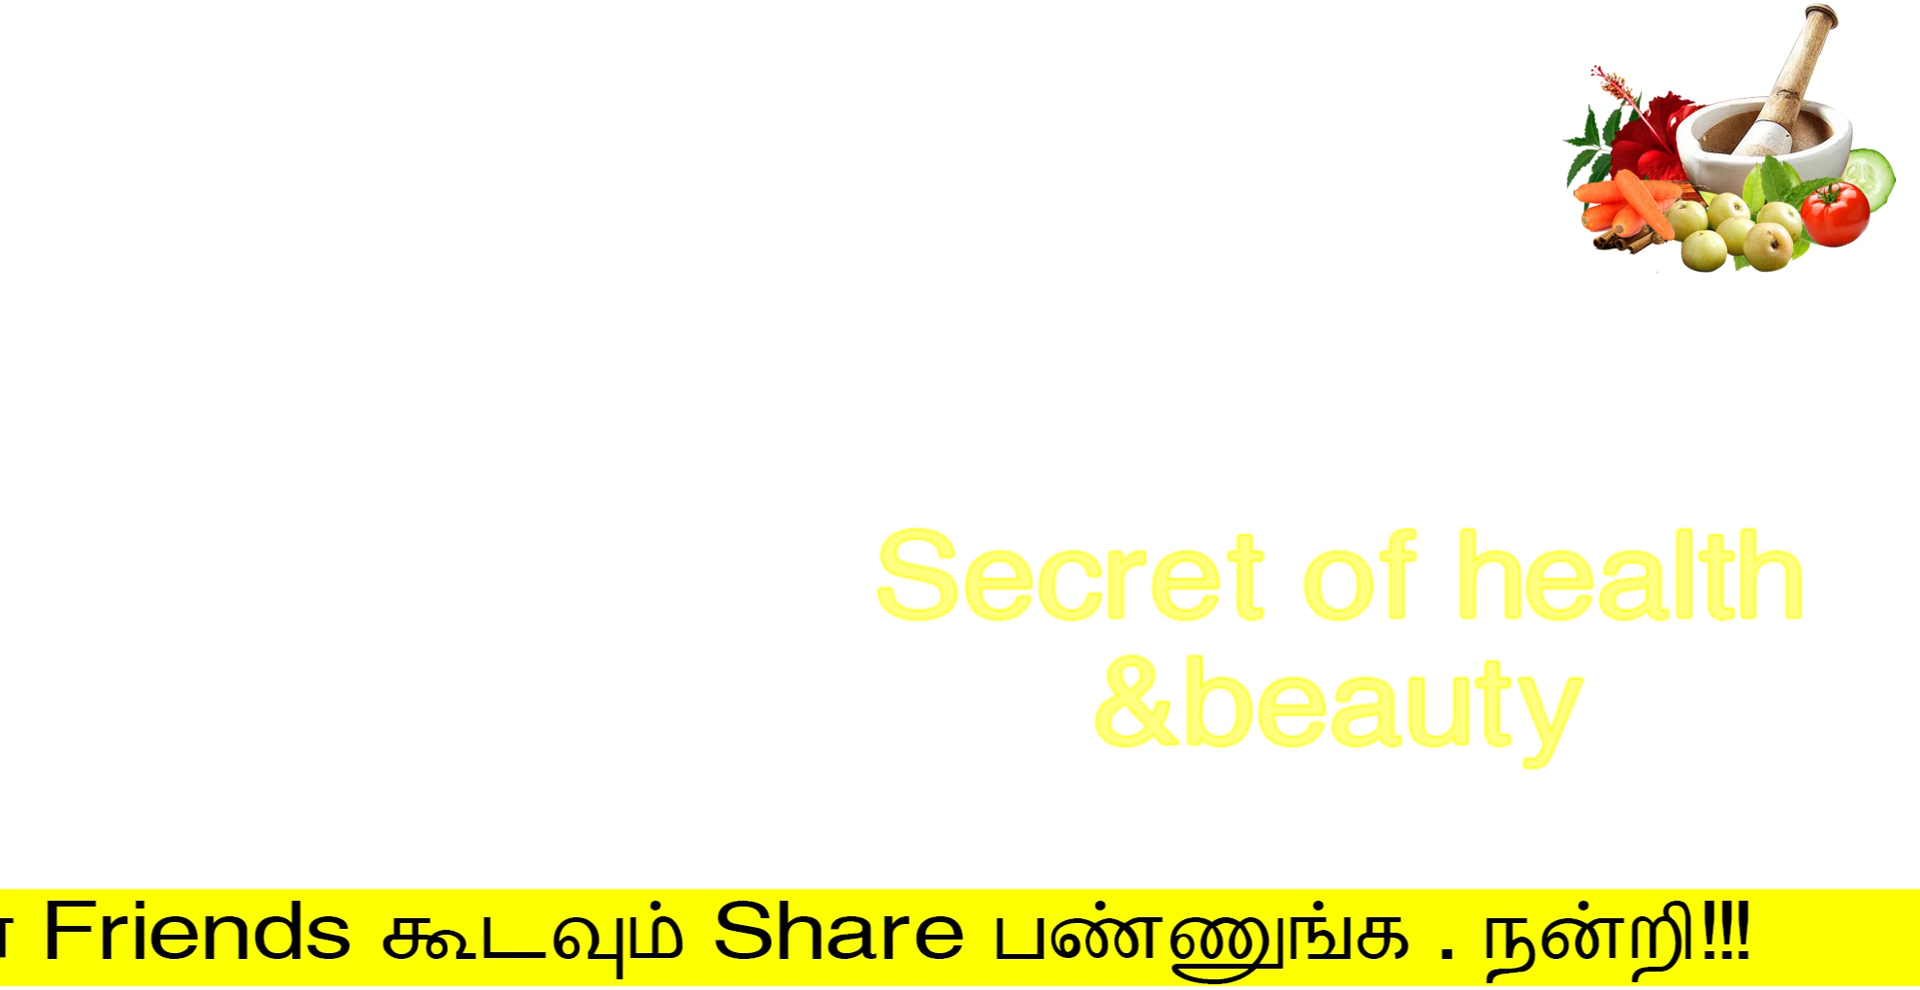 Secret of health
&beauty
Friends கூடவும் Share பண்ணுங்க . நன்றி!!!